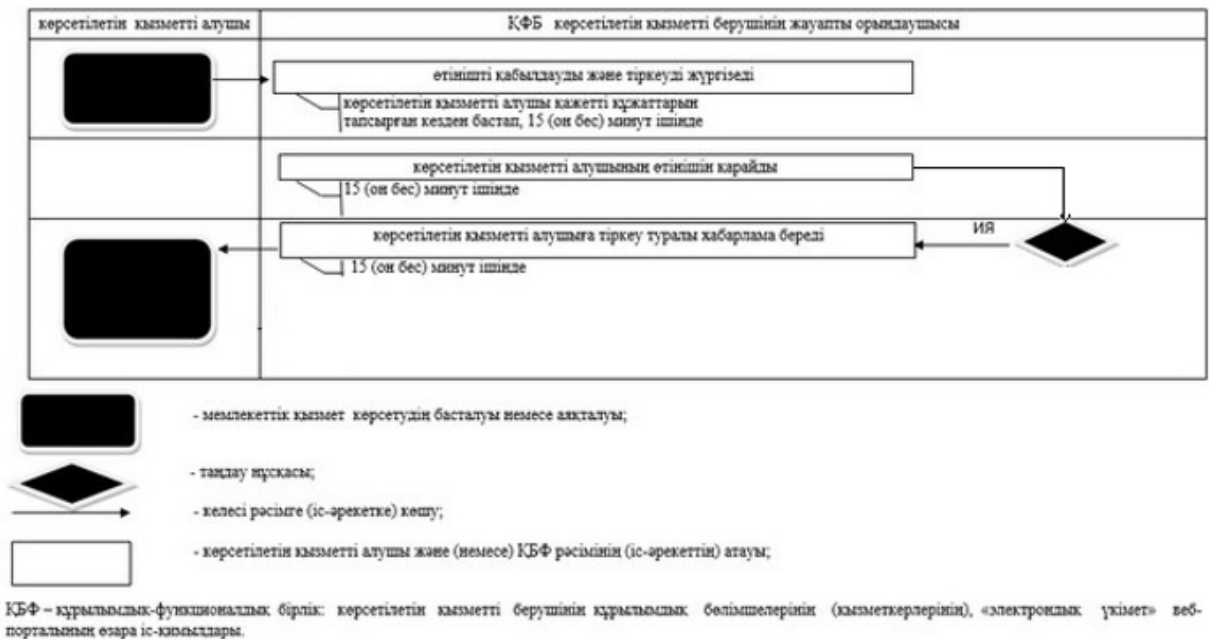 көрсетілетін қызметті алушы
ҚФБ көрсетілетін қызметті берушінің жауапты орындаушысы
өтінішті қабылдауды және тіркеуді жүргізеді
көрсетілетін қызметті алушы қажетті құжаттарын
тапсырған кезден бастап, 15 (он бес) минут ішінде
көрсетілетін қызметті алушының өтінішін қарайды
15 (он бес) минут ішінде
көрсетілетін қызметті алушыға тіркеу туралы хабарлама береді
ИЯ
15 (он бес) минут ішінде
- мемлекеттік қызмет көрсетудің басталуы немесе аяқталуы;
- таңдау нұсқасы;
- келесі рәсімге (іс-әрекетке) көшу;
- көрсетілетін қызметті алушы және (немесе) ҚБФ рәсімінің (іс-әрекеттің) атауы;
ҚБФ – құрылымдық-функционалдық бірлік: көрсетілетін қызметті берушінің құрылымдық бөлімшелерінің (қызметкерлерінің), «электрондық үкімет» веб-
порталының өзара іс-қимылдары.